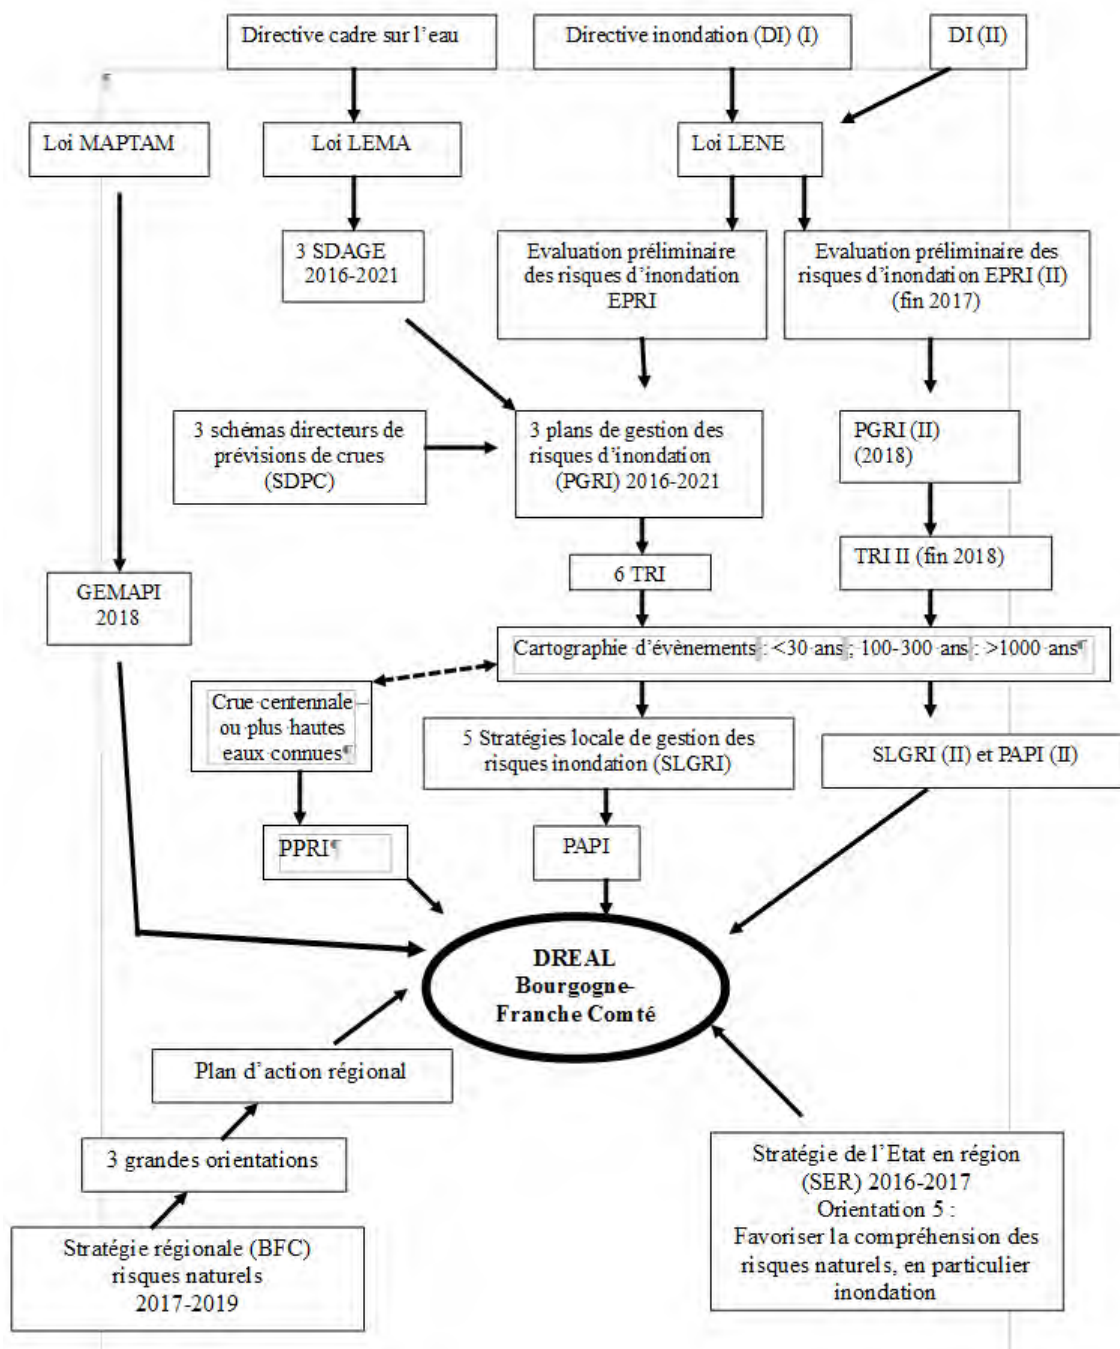 Directive cadre sur l'eau
Directive inondation (DI) (I)
DI (II)
¶
Loi MAPTAM
Loi LEMA
Loi LENE
3 SDAGE
2016-2021
Evaluation préliminaire
des risques d'inondation
EPRI
Evaluation préliminaire des
risques d'inondation EPRI (II)
(fin 2017)
3 schémas directeurs de
prévisions de crues
(SDPC)
3 plans de gestion des
risques d'inondation
(PGRI) 2016-2021
PGRI (II)
(2018)
6 TRI
TRI II (fin 2018)
GEMAPI
2018
Cartographie·d'évènements : <30·ans ; 100-300·ans : >1000·ans¶
Crue·centennale·–
ou·plus·hautes·
eaux·connues¶
5 Stratégies locale de gestion des
risques inondation (SLGRI)
SLGRI (II) et PAPI (II)
PPRI¶
PAPI
DREAL
Bourgogne-
Franche Comté
Plan d'action régional
3 grandes orientations
Stratégie régionale (BFC)
risques naturels
2017-2019
Stratégie de l'Etat en région
(SER) 2016-2017
Orientation 5 :
Favoriser la compréhension des
risques naturels, en particulier
inondation